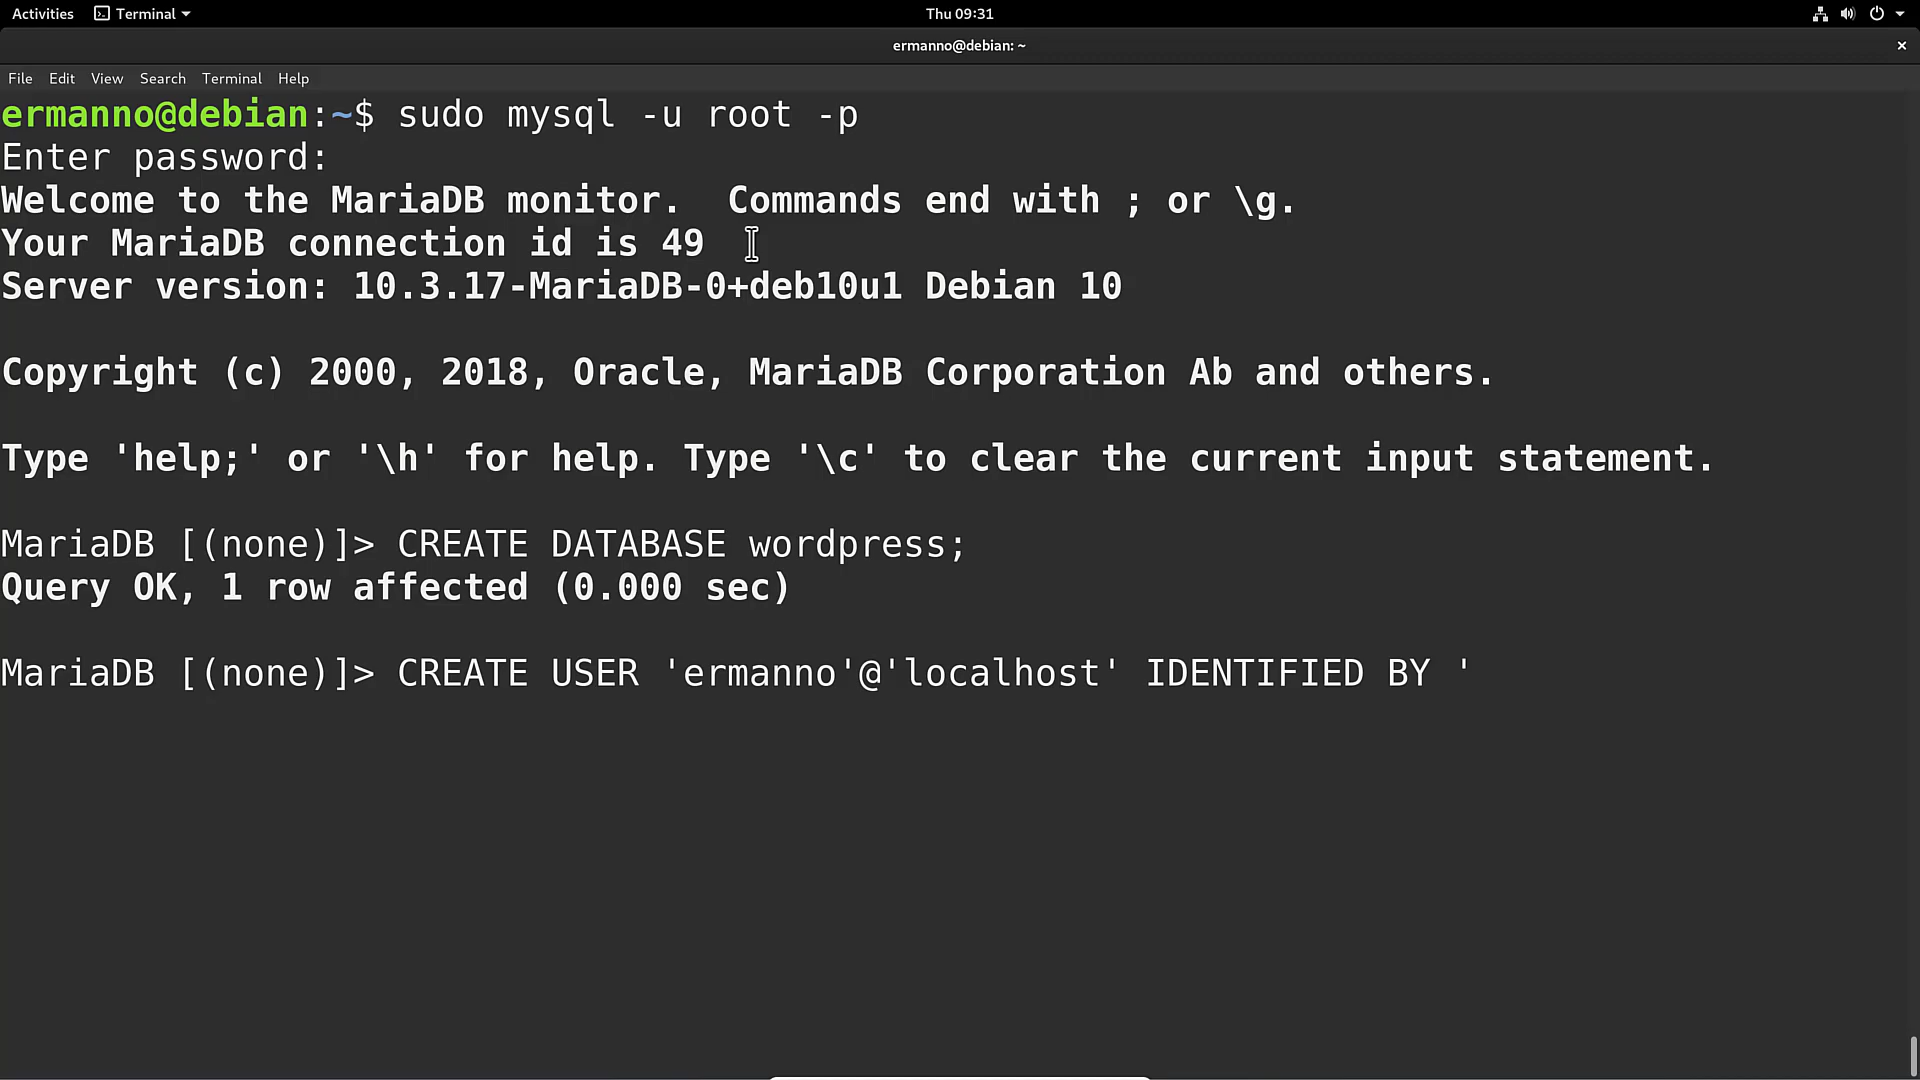 Activities Terminal Thu 09:31
ermanno@debian: ~
File Edit View Search Terminal Help
ermanno@debian:~$ sudo mysql -u root -p
Enter password:
Welcome to the MariaDB monitor.  Commands end with ; or \g.
Your MariaDB connection id is 49
Server version: 10.3.17-MariaDB-0+deb10u1 Debian 10
Copyright (c) 2000, 2018, Oracle, MariaDB Corporation Ab and others.
Type 'help;' or '\h' for help. Type '\c' to clear the current input statement.
MariaDB [(none)]> CREATE DATABASE wordpress;
Query OK, 1 row affected (0.000 sec)
MariaDB [(none)]> CREATE USER 'ermanno'@'localhost' IDENTIFIED BY '